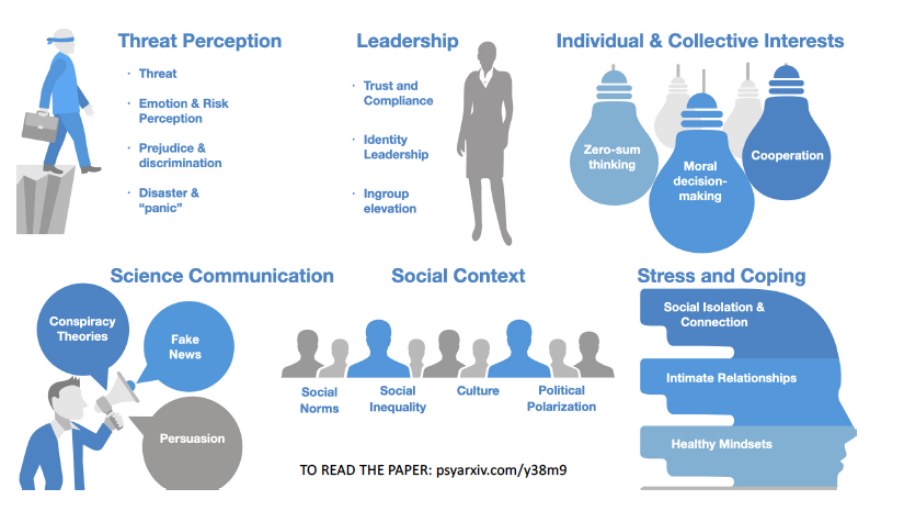 Threat Perception
· Threat
· Emotion & Risk
Perception
· Prejudice &
discrimination
· Disaster &
“panic”
Leadership
· Trust and
Compliance
· Identity
Leadership
· Ingroup
elevation
Individual & Collective Interests
Zero-sum
thinking
Moral
decision-
making
Cooperation
Science Communication
Conspiracy
Theories
Fake
News
Persuasion
Social Context
Social
Norms
Social
Inequality
Culture
Political
Polarization
Stress and Coping
Social Isolation &
Connection
Intimate Relationships
Healthy Mindsets
TO READ THE PAPER: psyarxiv.com/y38m9